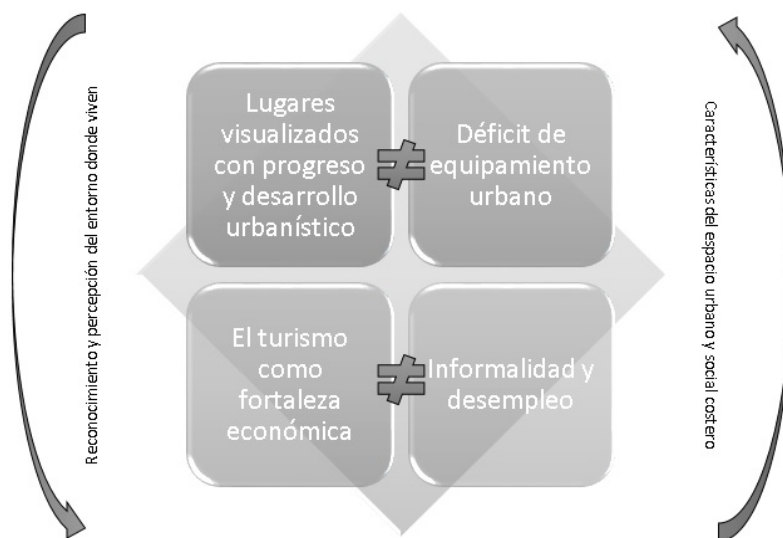 Reconocimiento y percepción del entorno donde viven
Lugares
visualizados
con progreso
y desarrollo
urbanístico
≠
Déficit de
equipamiento
urbano
El turismo
como
fortaleza
económica
≠
Informalidad y
desempleo
Características del espacio urbano y social costero